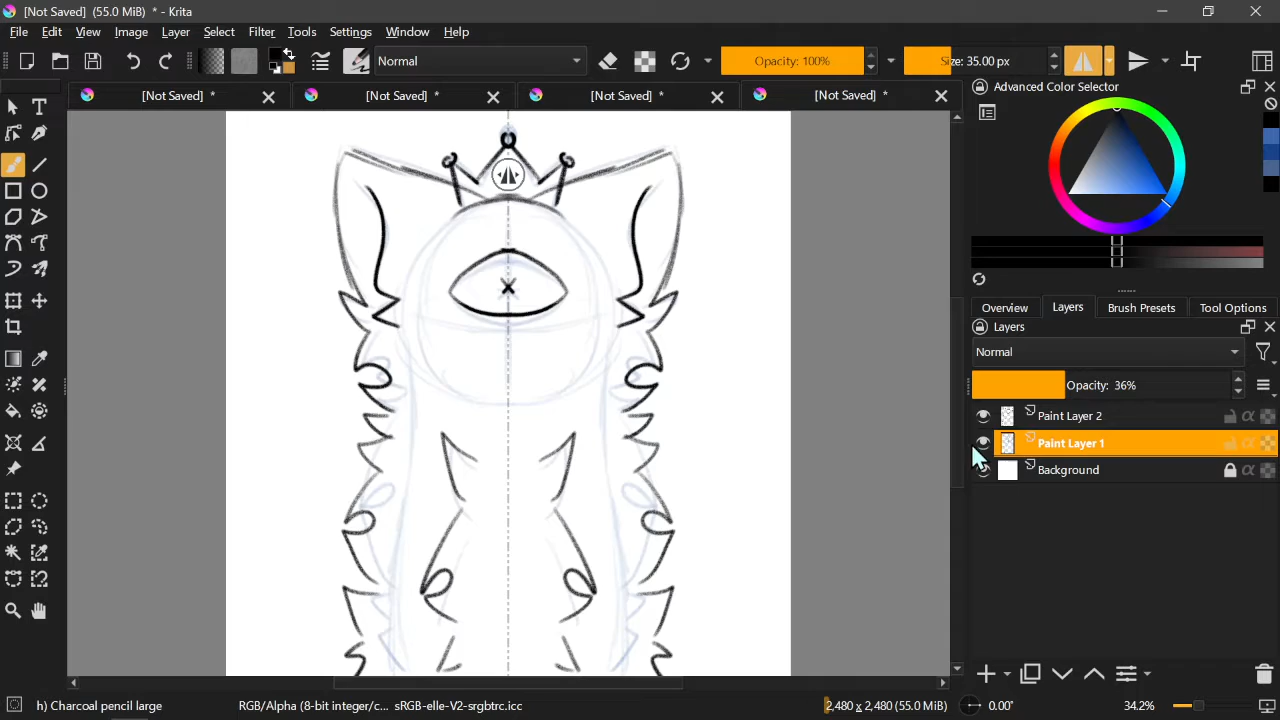 [Not Saved] (55.0 MiB) * - Krita
File Edit View Image Layer Select Filter Tools Settings Window Help
Normal Opacity: 100% Size: 35.00 px
[Not Saved] * [Not Saved] * [Not Saved] * [Not Saved] *
Advanced Color Selector
Overview Layers Brush Presets Tool Options
Layers
Normal
Opacity: 36%
Paint Layer 2
Paint Layer 1
Background
h) Charcoal pencil large RGB/Alpha (8-bit integer/c... sRGB-elle-V2-srgbtrc.icc 2,480 x 2,480 (55.0 MiB) 0.00° 34.2%